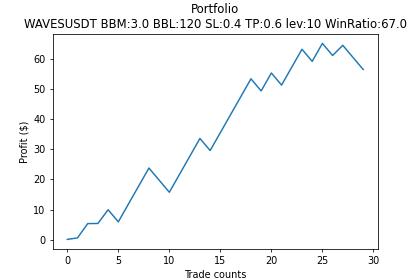 Portfolio
WAVESUSDT BBM:3.0 BBL:120 SL:0.4 TP:0.6 lev:10 WinRatio:67.0
Profit ($)
60
50
40
30
20
10
0
0 5 10 15 20 25 30
Trade counts